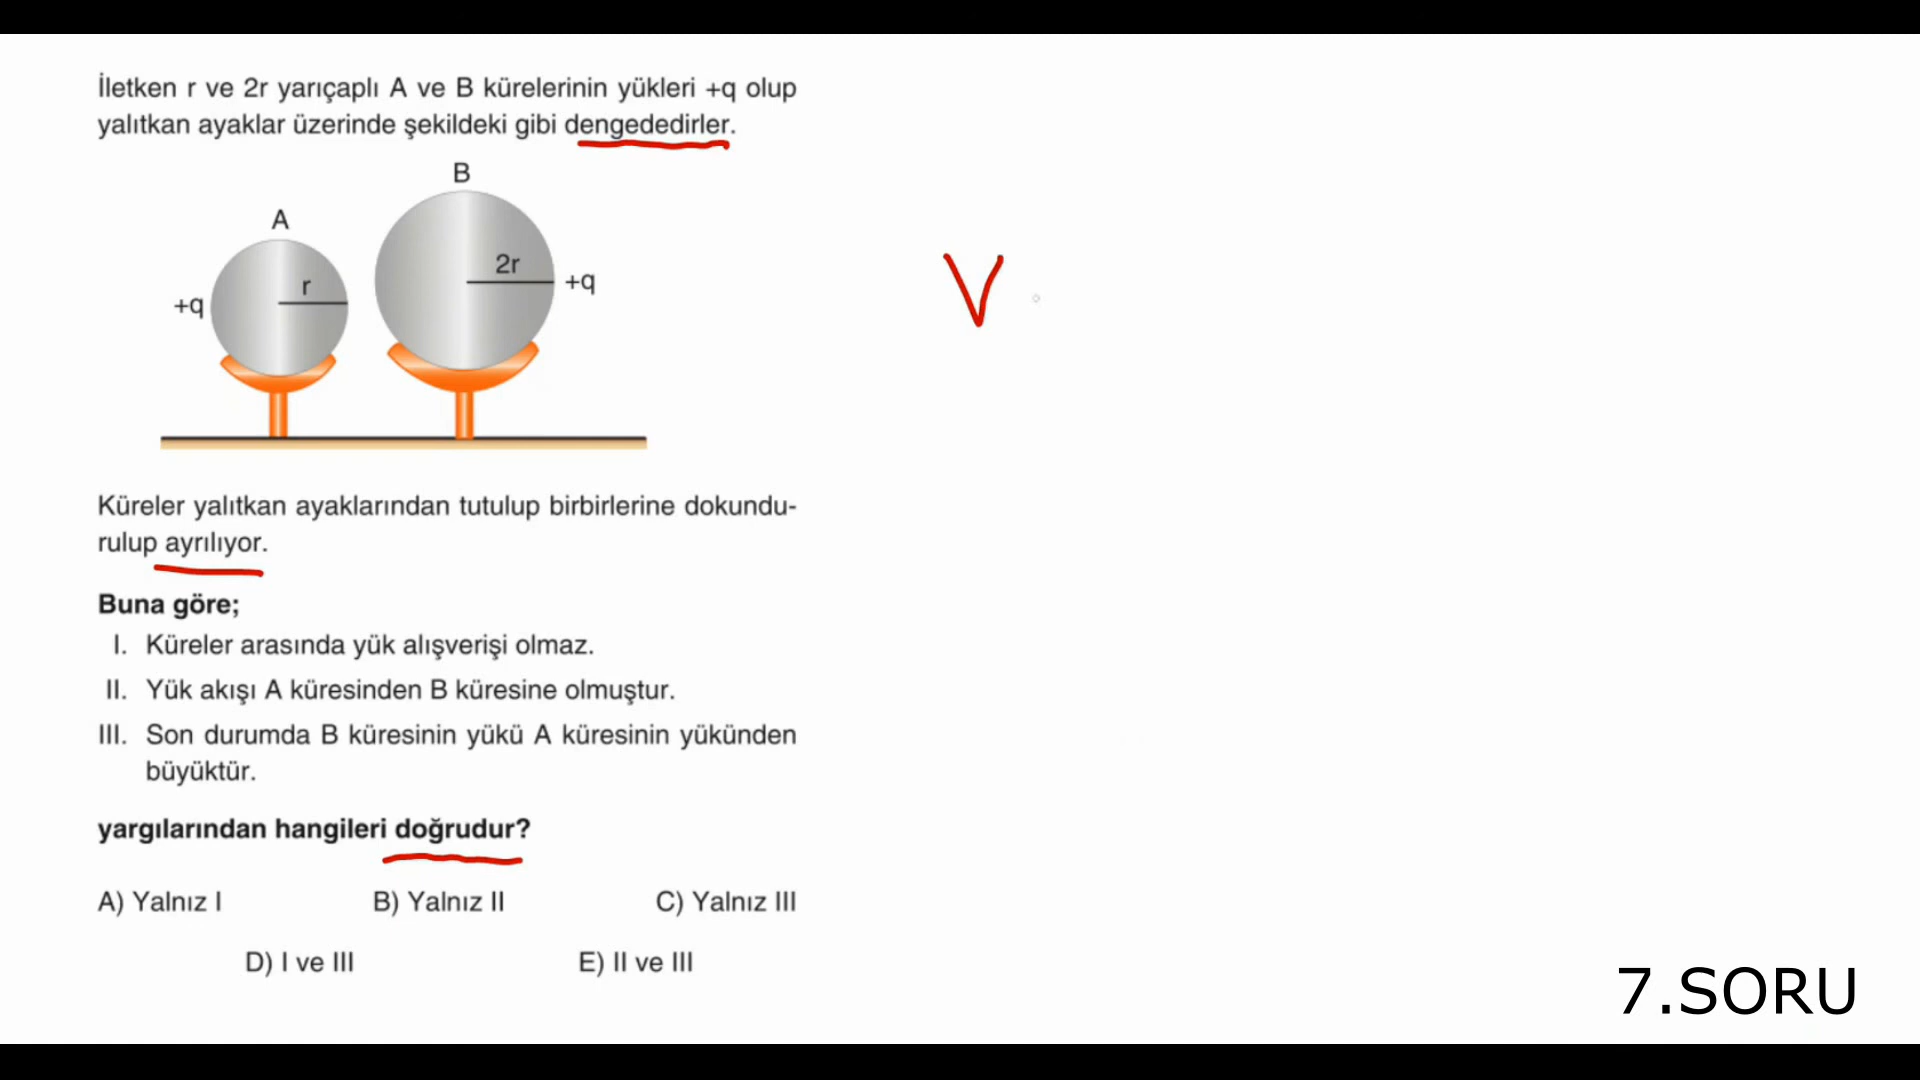 İletken r ve 2r yarıçaplı A ve B kürelerinin yükleri +q olup
yalıtkan ayaklar üzerinde şekildeki gibi dengededirler.
B
A
2r
+q
r
+q
Küreler yalıtkan ayaklarından tutulup birbirlerine dokundu-
rulup ayrılıyor.
Buna göre;
I. Küreler arasında yük alışverişi olmaz.
II. Yük akışı A küresinden B küresine olmuştur.
III. Son durumda B küresinin yükü A küresinin yükünden
büyüktür.
yargılarından hangileri doğrudur?
A) Yalnız I B) Yalnız II C) Yalnız III
D) I ve III E) II ve III
V
7.SORU